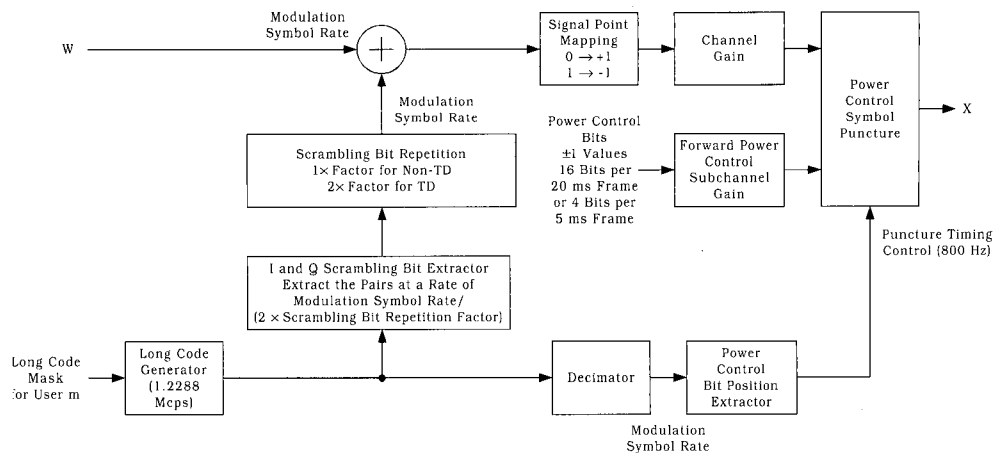 Modulation
Symbol Rate
W
Signal Point
Mapping
0 → +1
1 → -1
Channel
Gain
Power
Control
Symbol
Puncture
X
Modulation
Symbol Rate
Power Control
Bits
±1 Values
16 Bits per
20 ms Frame
or 4 Bits per
5 ms Frame
Forward Power
Control
Subchannel
Gain
Scrambling Bit Repetition
1× Factor for Non-TD
2× Factor for TD
Puncture Timing
Control (800 Hz)
I and Q Scrambling Bit Extractor
Extract the Pairs at a Rate of
Modulation Symbol Rate/
(2 × Scrambling Bit Repetition Factor)
Long Code
Mask
for User m
Long Code
Generator
(1.2288
Mcps)
Decimator
Power
Control
Bit Position
Extractor
Modulation
Symbol Rate